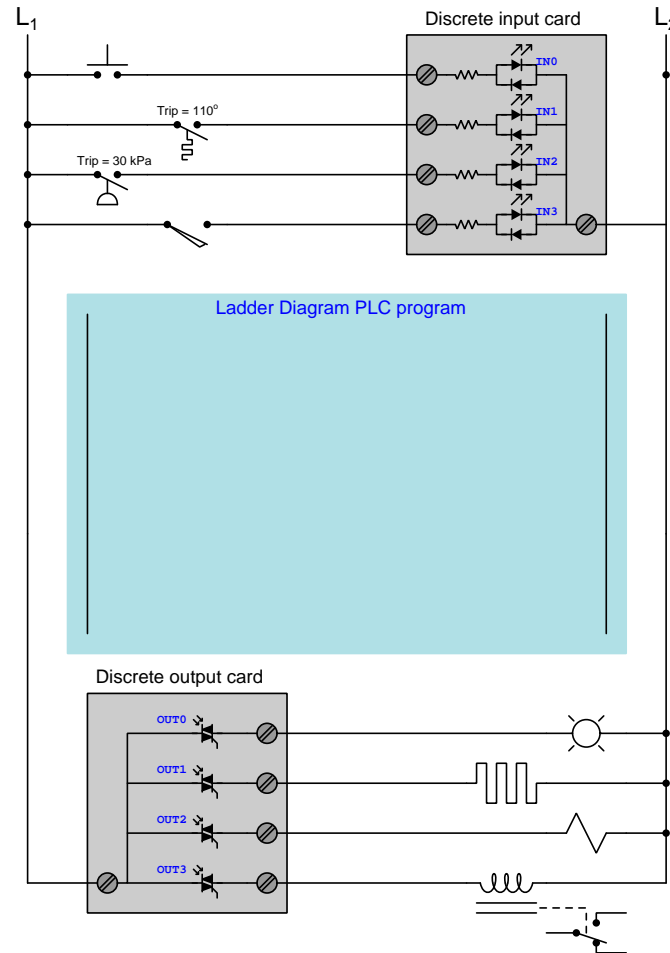 L1 Discrete input card L2
IN0
Trip = 110°
IN1
Trip = 30 kPa
IN2
IN3
Ladder Diagram PLC program
Discrete output card
OUT0
OUT1
OUT2
OUT3